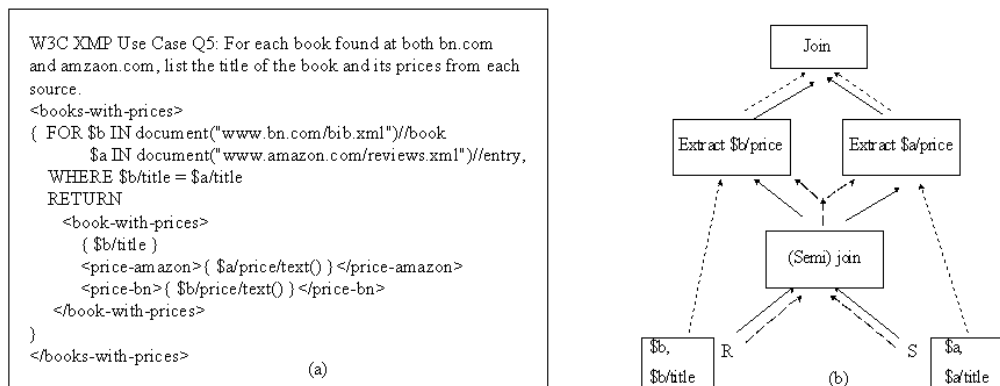 W3C XMP Use Case Q5: For each book found at both bn.com
and amzaon.com, list the title of the book and its prices from each
source.
<books-with-prices>
{ FOR $b IN document("www.bn.com/bib.xml")//book
$a IN document("www.amazon.com/reviews.xml")//entry,
WHERE $b/title = $a/title
RETURN
<book-with-prices>
{ $b/title }
<price-amazon>{ $a/price/text() }</price-amazon>
<price-bn>{ $b/price/text() }</price-bn>
</book-with-prices>
}
</books-with-prices>
(a)
Join
Extract $b/price
Extract $a/price
(Semi) join
$b,
$b/title
R
S
$a,
$a/title
(b)